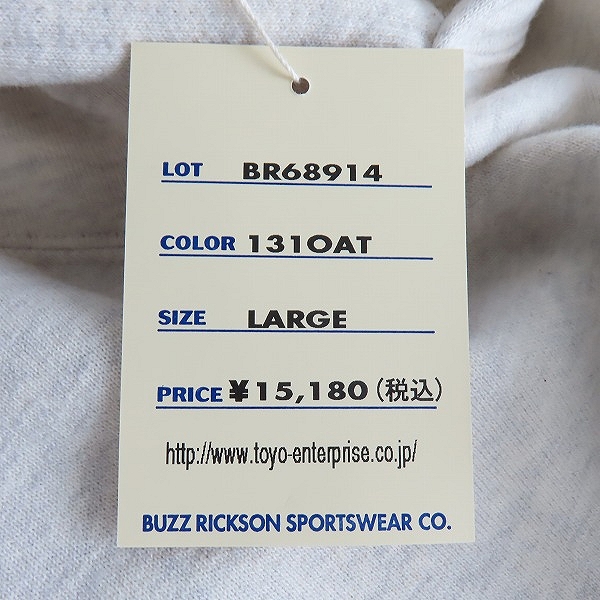 LOT BR68914
COLOR 131OAT
SIZE LARGE
PRICE ¥15,180(税込)
http://www.toyo-enterprise.co.jp/
BUZZ RICKSON SPORTSWEAR CO.